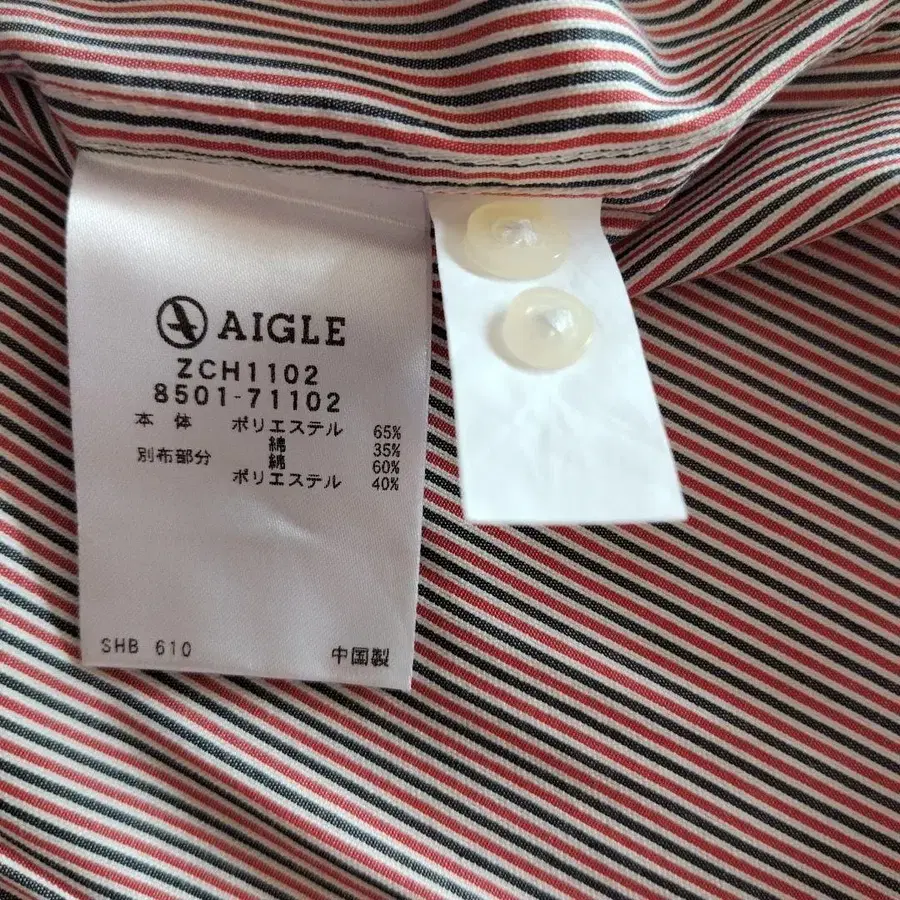 AIGLE
ZCH1102
8501-71102
本体 ポリエステル 65%
綿 35%
別布部分 綿 60%
ポリエステル 40%
SHB 610 中国製